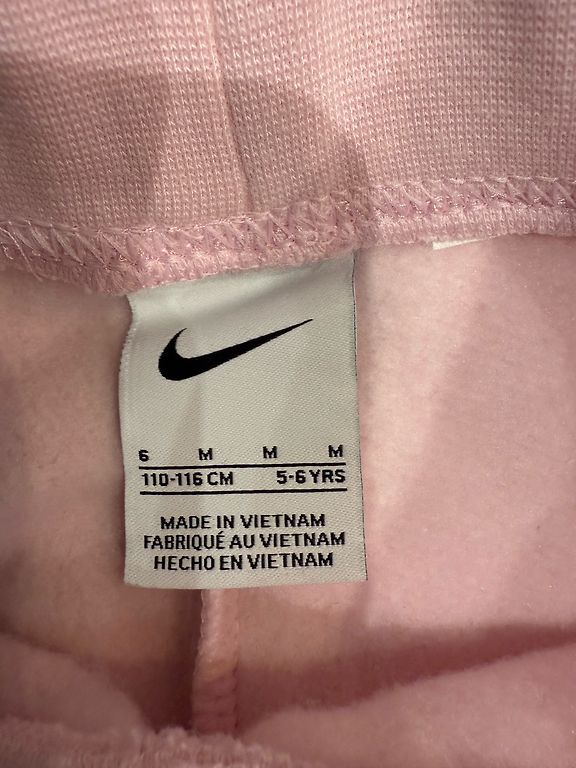 6 M M M
110-116 CM 5-6 YRS
MADE IN VIETNAM
FABRIQUÉ AU VIETNAM
HECHO EN VIETNAM